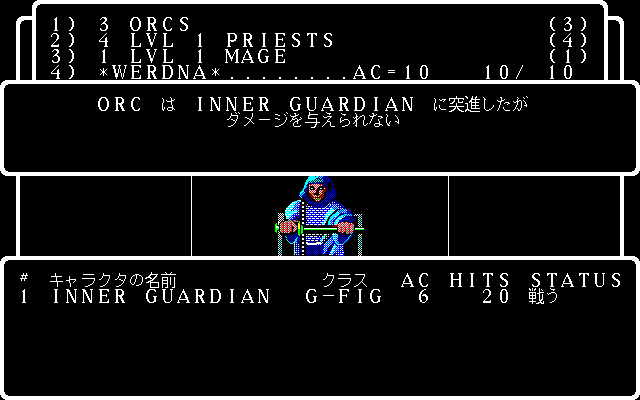 1) 3 ORCS (3)
2) 4 LVL 1 PRIESTS (4)
3) 1 LVL 1 MAGE (1)
4) *WERDNA*........AC=10 10/ 10
ORC は INNER GUARDIAN に突進したが
ダメージを与えられない
# キャラクタの名前 クラス AC HITS STATUS
1 INNER GUARDIAN G-FIG 6 20 戦う